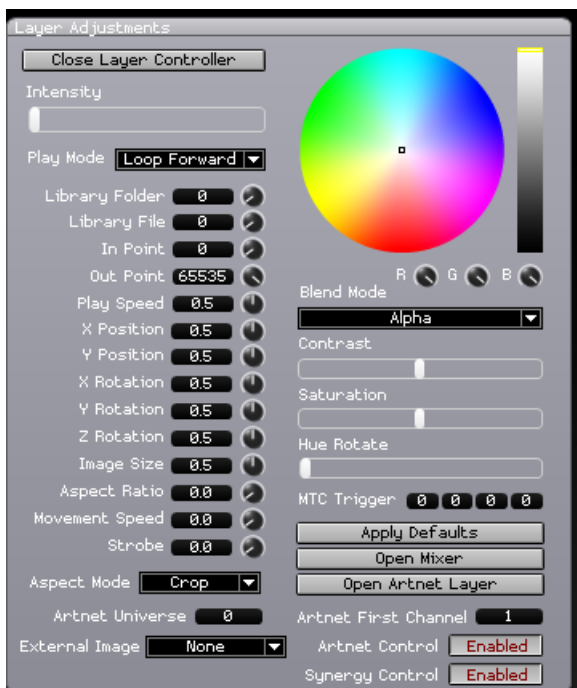 Layer Adjustments
Close Layer Controller
Intensity
Play Mode Loop Forward
Library Folder 0
Library File 0
In Point 0
Out Point 65535
Play Speed 0.5
X Position 0.5
Y Position 0.5
X Rotation 0.5
Y Rotation 0.5
Z Rotation 0.5
Image Size 0.5
Aspect Ratio 0.0
Movement Speed 0.0
Strobe 0.0
Aspect Mode Crop
Artnet Universe 0
External Image None
R G B
Blend Mode
Alpha
Contrast
Saturation
Hue Rotate
MTC Trigger 0 0 0 0
Apply Defaults
Open Mixer
Open Artnet Layer
Artnet First Channel 1
Artnet Control Enabled
Synergy Control Enabled